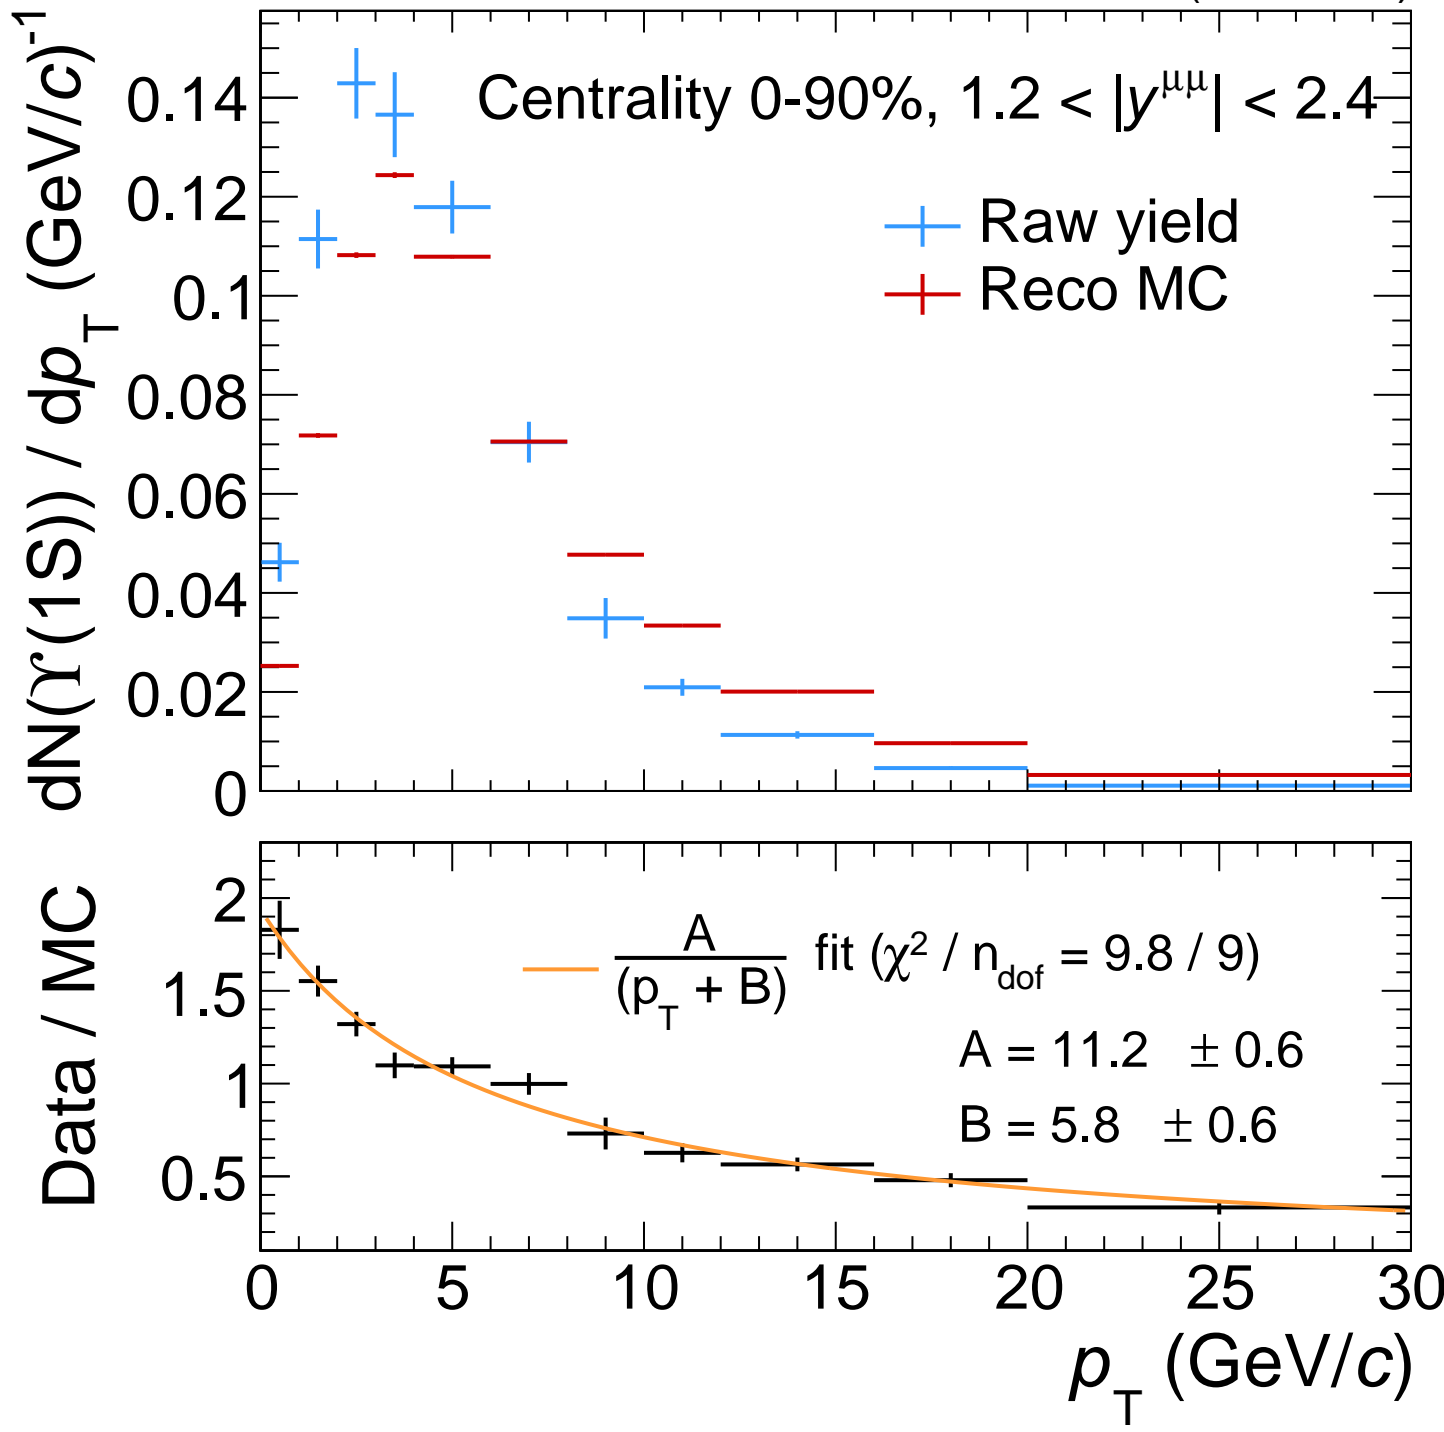 Centrality 0-90%, 1.2 < |y^μμ| < 2.4
Raw yield
Reco MC
dN(ϒ(1S)) / dp_T (GeV/c)^-1
0.14
0.12
0.1
0.08
0.06
0.04
0.02
0
Data / MC
2
1.5
1
0.5
A
(p_T + B)
fit (χ² / n_dof = 9.8 / 9)
A = 11.2 ± 0.6
B = 5.8 ± 0.6
0 5 10 15 20 25 30
p_T (GeV/c)